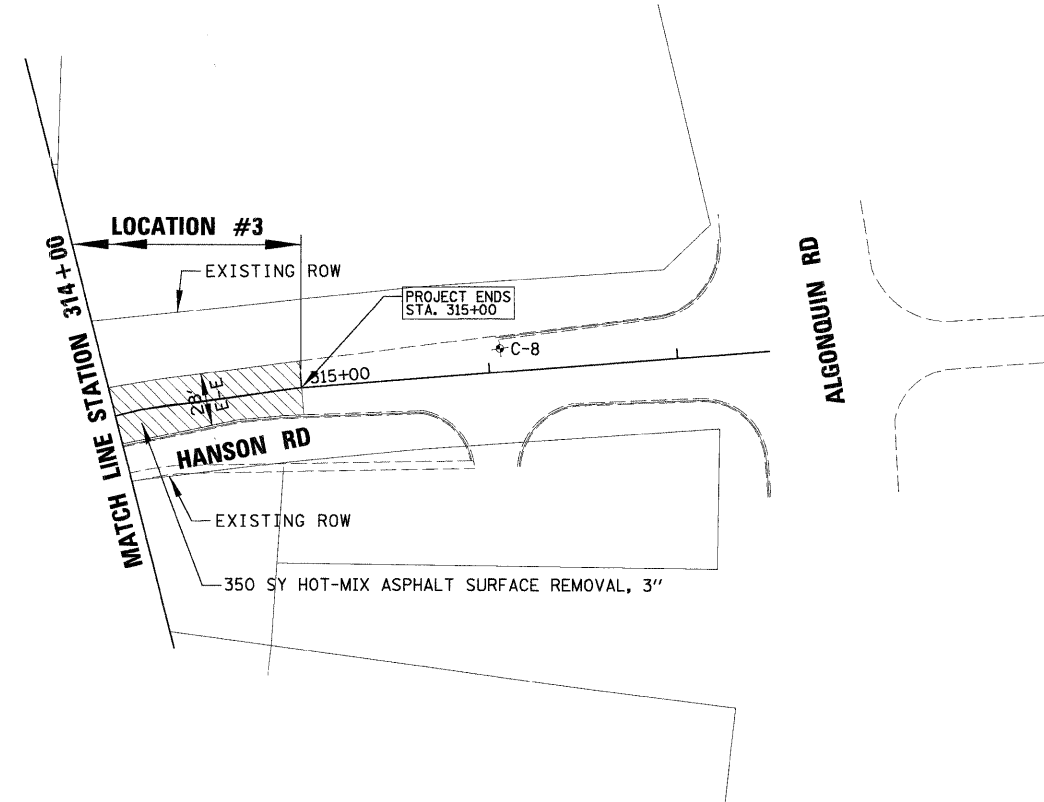 LOCATION #3
EXISTING ROW
PROJECT ENDS
STA. 315+00
C-8
315+00
28'
E-E
MATCH LINE STATION 314+00
HANSON RD
ALGONQUIN RD
EXISTING ROW
350 SY HOT-MIX ASPHALT SURFACE REMOVAL, 3"